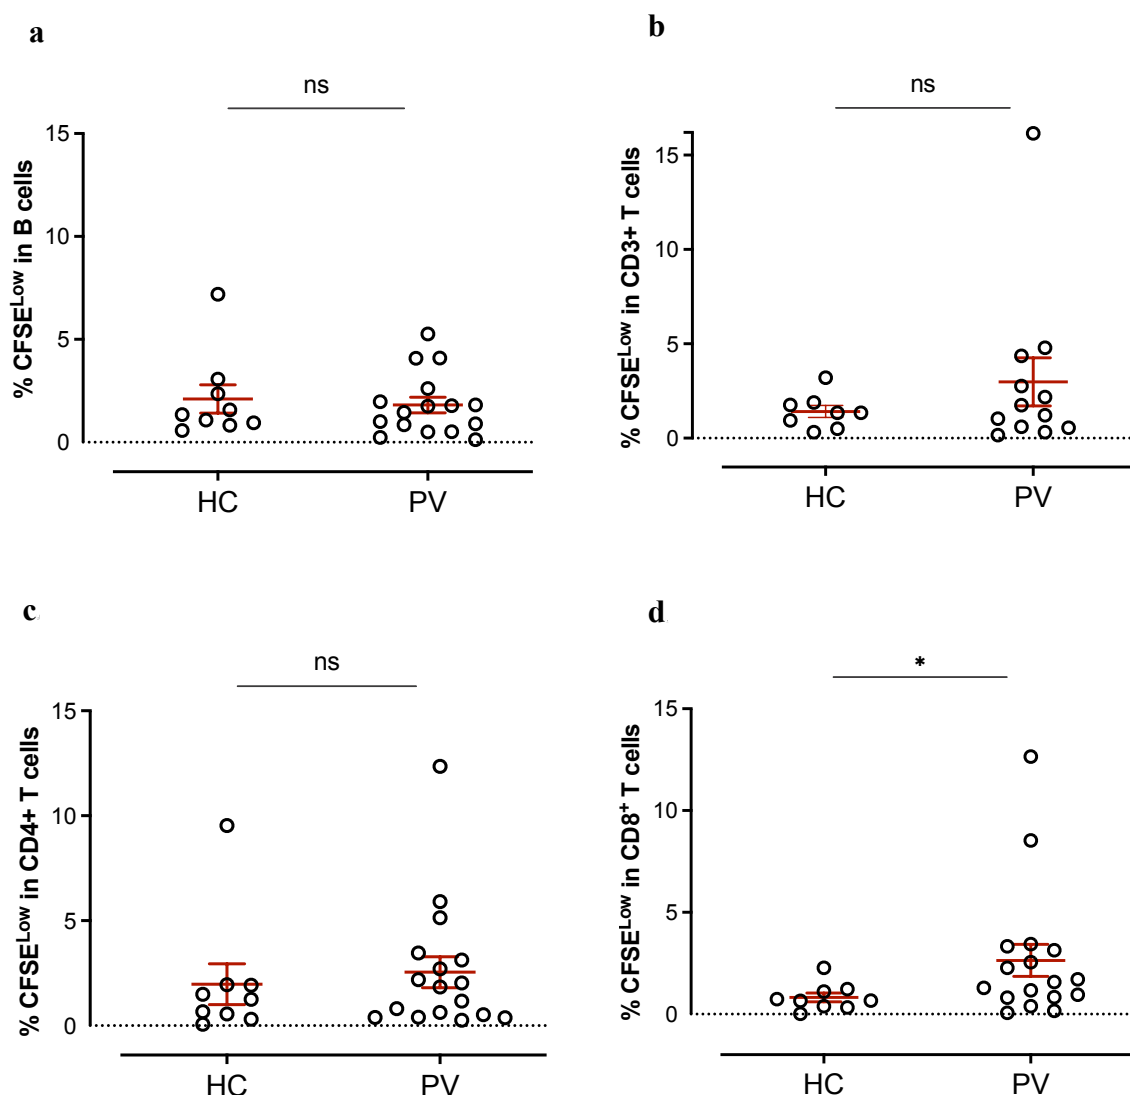 a
ns
% CFSE^Low in B cells
15
10
5
0
HC
PV
b
ns
% CFSE^Low in CD3+ T cells
15
10
5
0
HC
PV
c
ns
% CFSE^Low in CD4+ T cells
15
10
5
0
HC
PV
d
*
% CFSE^Low in CD8⁺ T cells
15
10
5
0
HC
PV